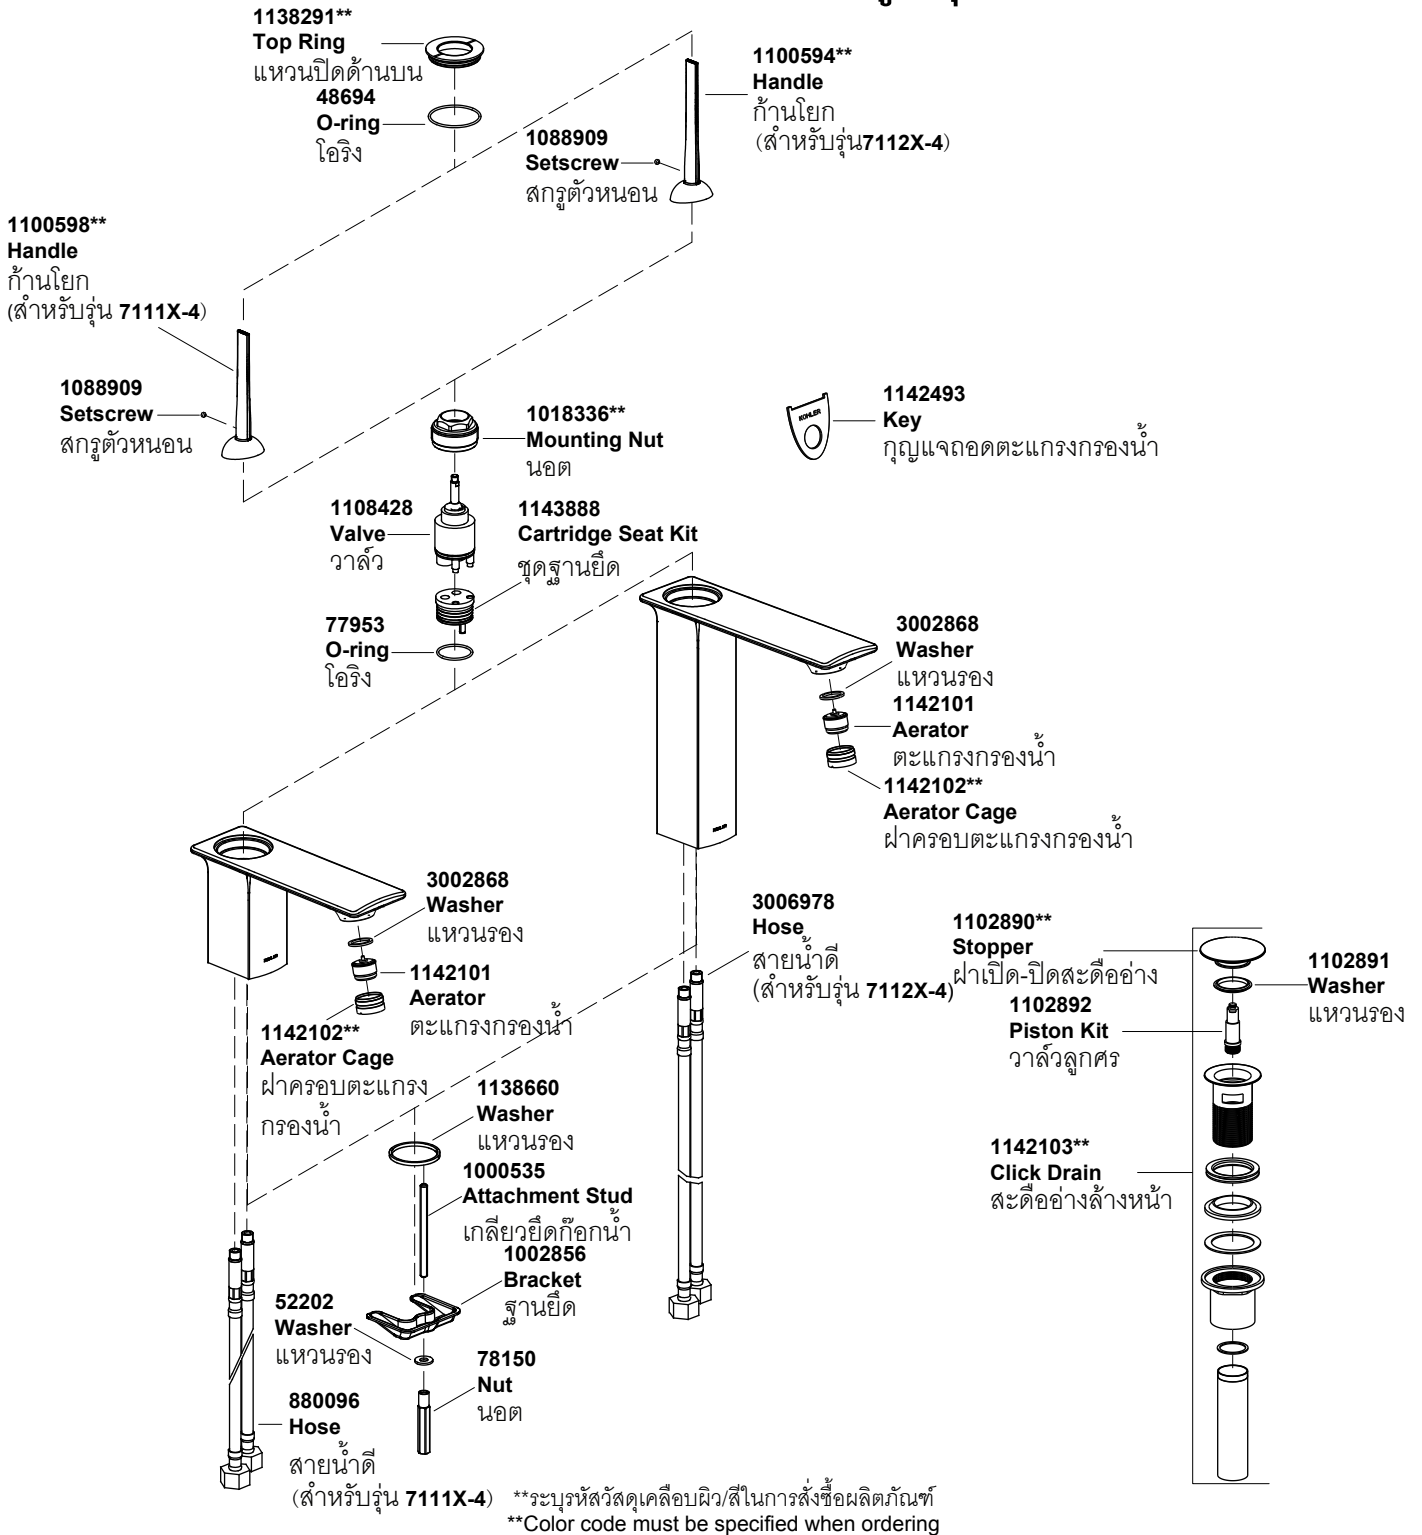 1138291**
Top Ring
แหวนปิดด้านบน
48694
O-ring
โอริง
1100594**
Handle
ก้านโยก
(สำหรับรุ่น7112X-4)
1088909
Setscrew
สกรูตัวหนอน
1100598**
Handle
ก้านโยก
(สำหรับรุ่น 7111X-4)
1088909
Setscrew
สกรูตัวหนอน
1018336**
Mounting Nut
นอต
KOHLER
1142493
Key
กุญแจถอดตะแกรงกรองน้ำ
1108428
Valve
วาล์ว
1143888
Cartridge Seat Kit
ชุดฐานยึด
77953
O-ring
โอริง
3002868
Washer
แหวนรอง
1142101
Aerator
ตะแกรงกรองน้ำ
1142102**
Aerator Cage
ฝาครอบตะแกรงกรองน้ำ
KOHLER
3002868
Washer
แหวนรอง
1142101
Aerator
ตะแกรงกรองน้ำ
KOHLER
1142102**
Aerator Cage
ฝาครอบตะแกรง
กรองน้ำ
3006978
Hose
สายน้ำดี
(สำหรับรุ่น 7112X-4)
1102890**
Stopper
ฝาเปิด-ปิดสะดืออ่าง
1102891
Washer
แหวนรอง
1102892
Piston Kit
วาล์วลูกศร
1138660
Washer
แหวนรอง
1000535
Attachment Stud
เกลียวยึดก๊อกน้ำ
1142103**
Click Drain
สะดืออ่างล้างหน้า
1002856
Bracket
ฐานยึด
52202
Washer
แหวนรอง
78150
Nut
นอต
880096
Hose
สายน้ำดี
(สำหรับรุ่น 7111X-4)
**ระบุรหัสวัสดุเคลือบผิว/สีในการสั่งซื้อผลิตภัณฑ์
**Color code must be specified when ordering